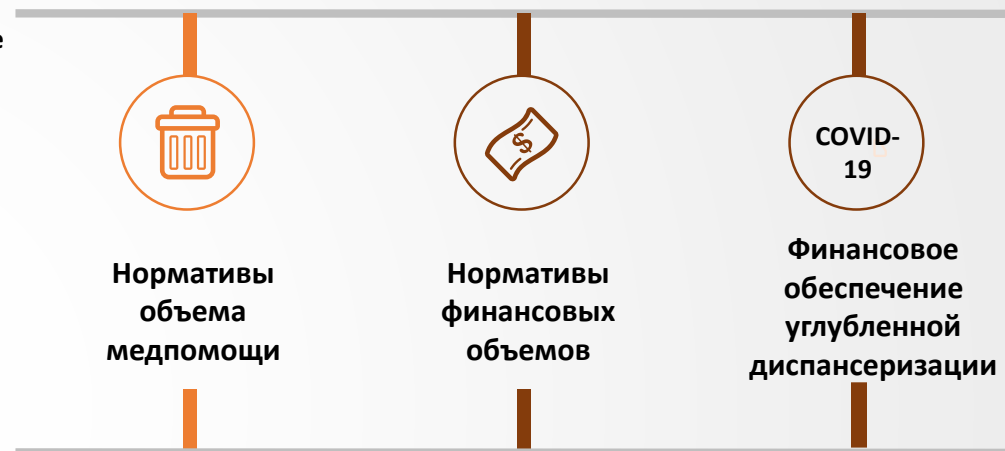 е
COVID-
19
Нормативы
объема
медпомощи
Нормативы
финансовых
объемов
Финансовое
обеспечение
углубленной
диспансеризации